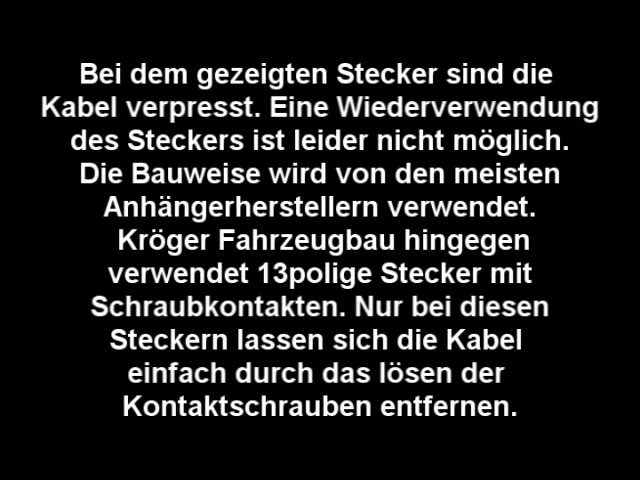 Bei dem gezeigten Stecker sind die
Kabel verpresst. Eine Wiederverwendung
des Steckers ist leider nicht möglich.
Die Bauweise wird von den meisten
Anhängerherstellern verwendet.
Kröger Fahrzeugbau hingegen
verwendet 13polige Stecker mit
Schraubkontakten. Nur bei diesen
Steckern lassen sich die Kabel
einfach durch das lösen der
Kontaktschrauben entfernen.